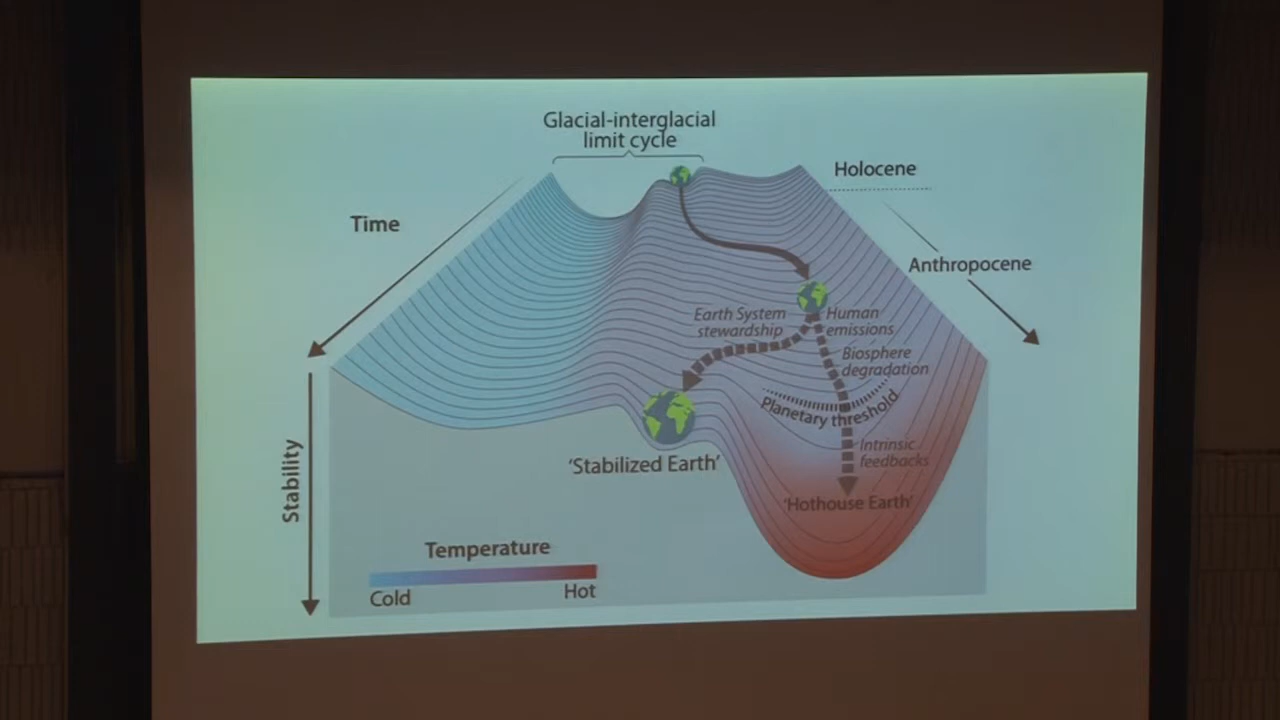 Glacial-interglacial
limit cycle
Holocene
Time
Anthropocene
Earth System
stewardship
Human
emissions
Biosphere
degradation
Planetary threshold
Intrinsic
feedbacks
'Stabilized Earth'
Stability
'Hothouse Earth'
Temperature
Cold
Hot